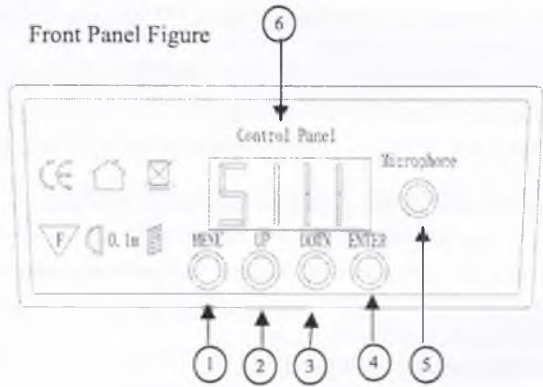 Front Panel Figure
6
Control Panel
Microphone
CE
S111
F 0.1m
MENU UP DOWN ENTER
1 2 3 4 5